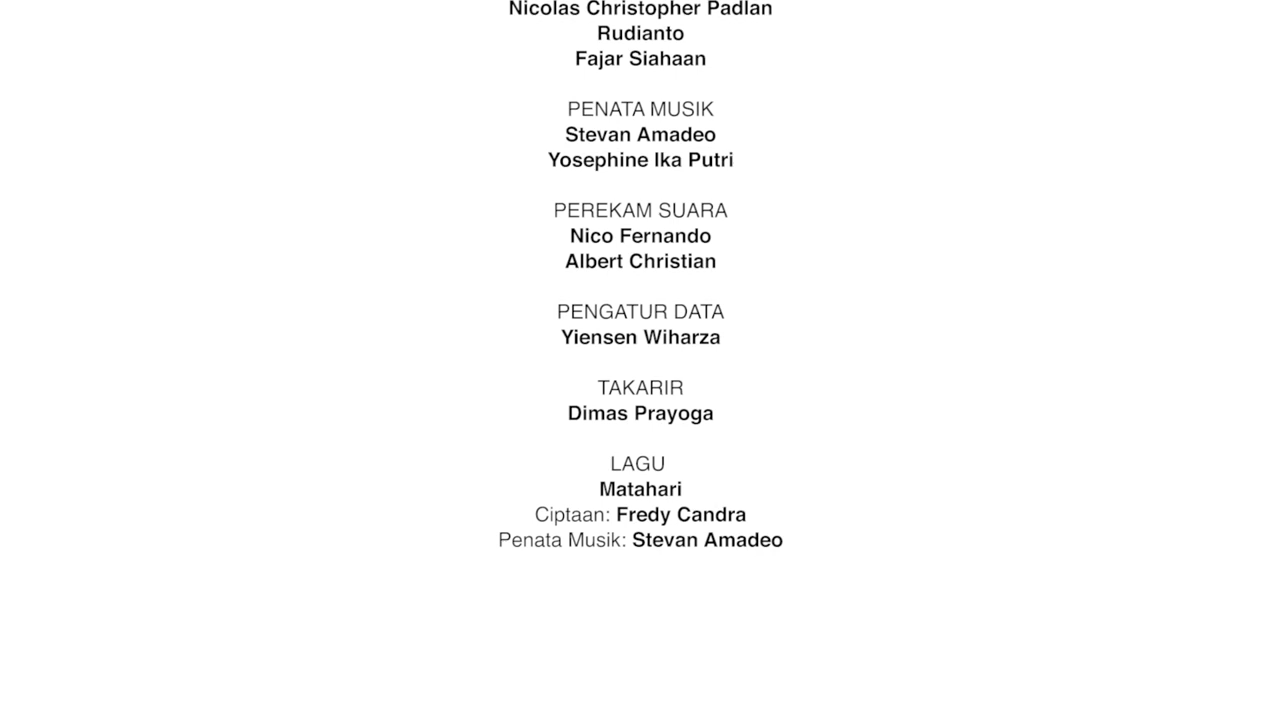 Nicolas Christopher Padlan
Rudianto
Fajar Siahaan
PENATA MUSIK
Stevan Amadeo
Yosephine Ika Putri
PEREKAM SUARA
Nico Fernando
Albert Christian
PENGATUR DATA
Yiensen Wiharza
TAKARIR
Dimas Prayoga
LAGU
Matahari
Ciptaan: Fredy Candra
Penata Musik: Stevan Amadeo